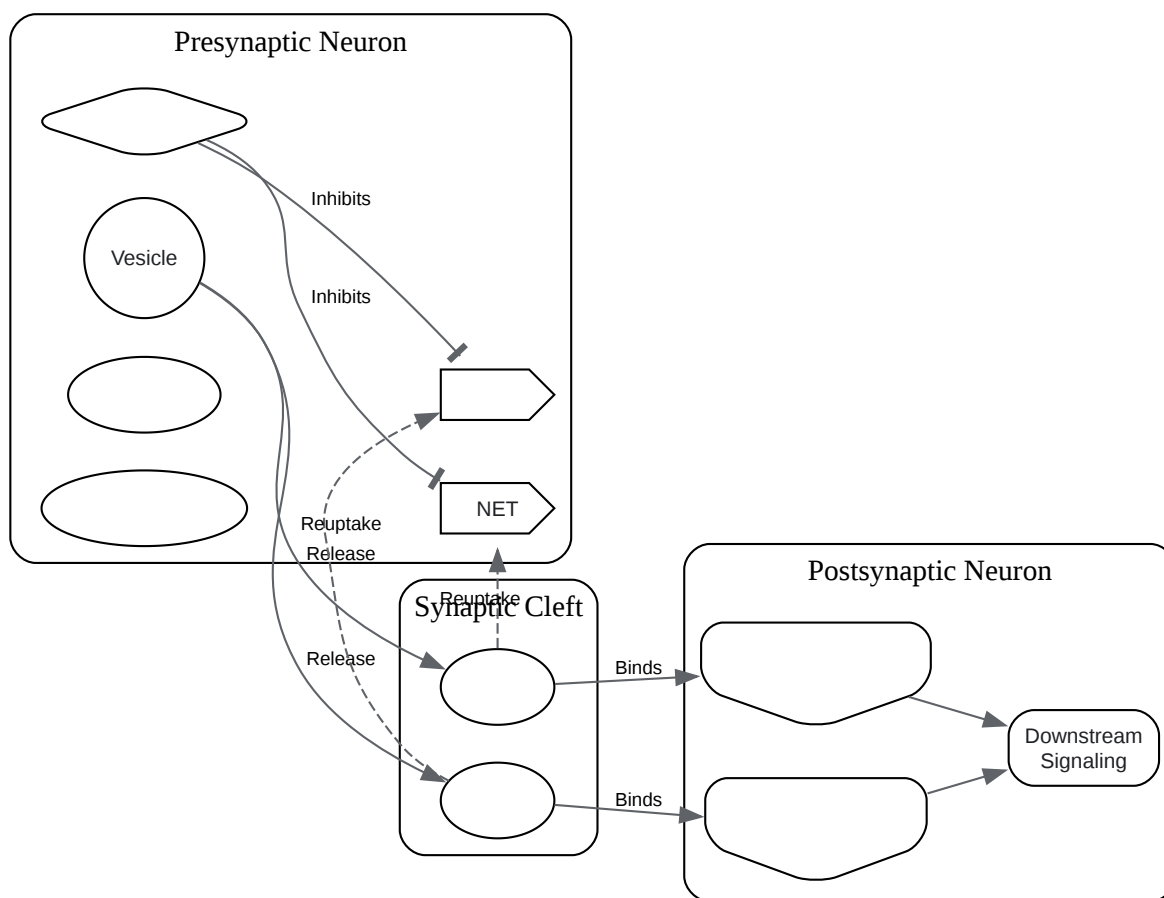 Presynaptic Neuron
Inhibits
Vesicle
Inhibits
NET
Reuptake
Release
Reuptake
Synaptic Cleft
Release
Postsynaptic Neuron
Binds
Downstream
Signaling
Binds